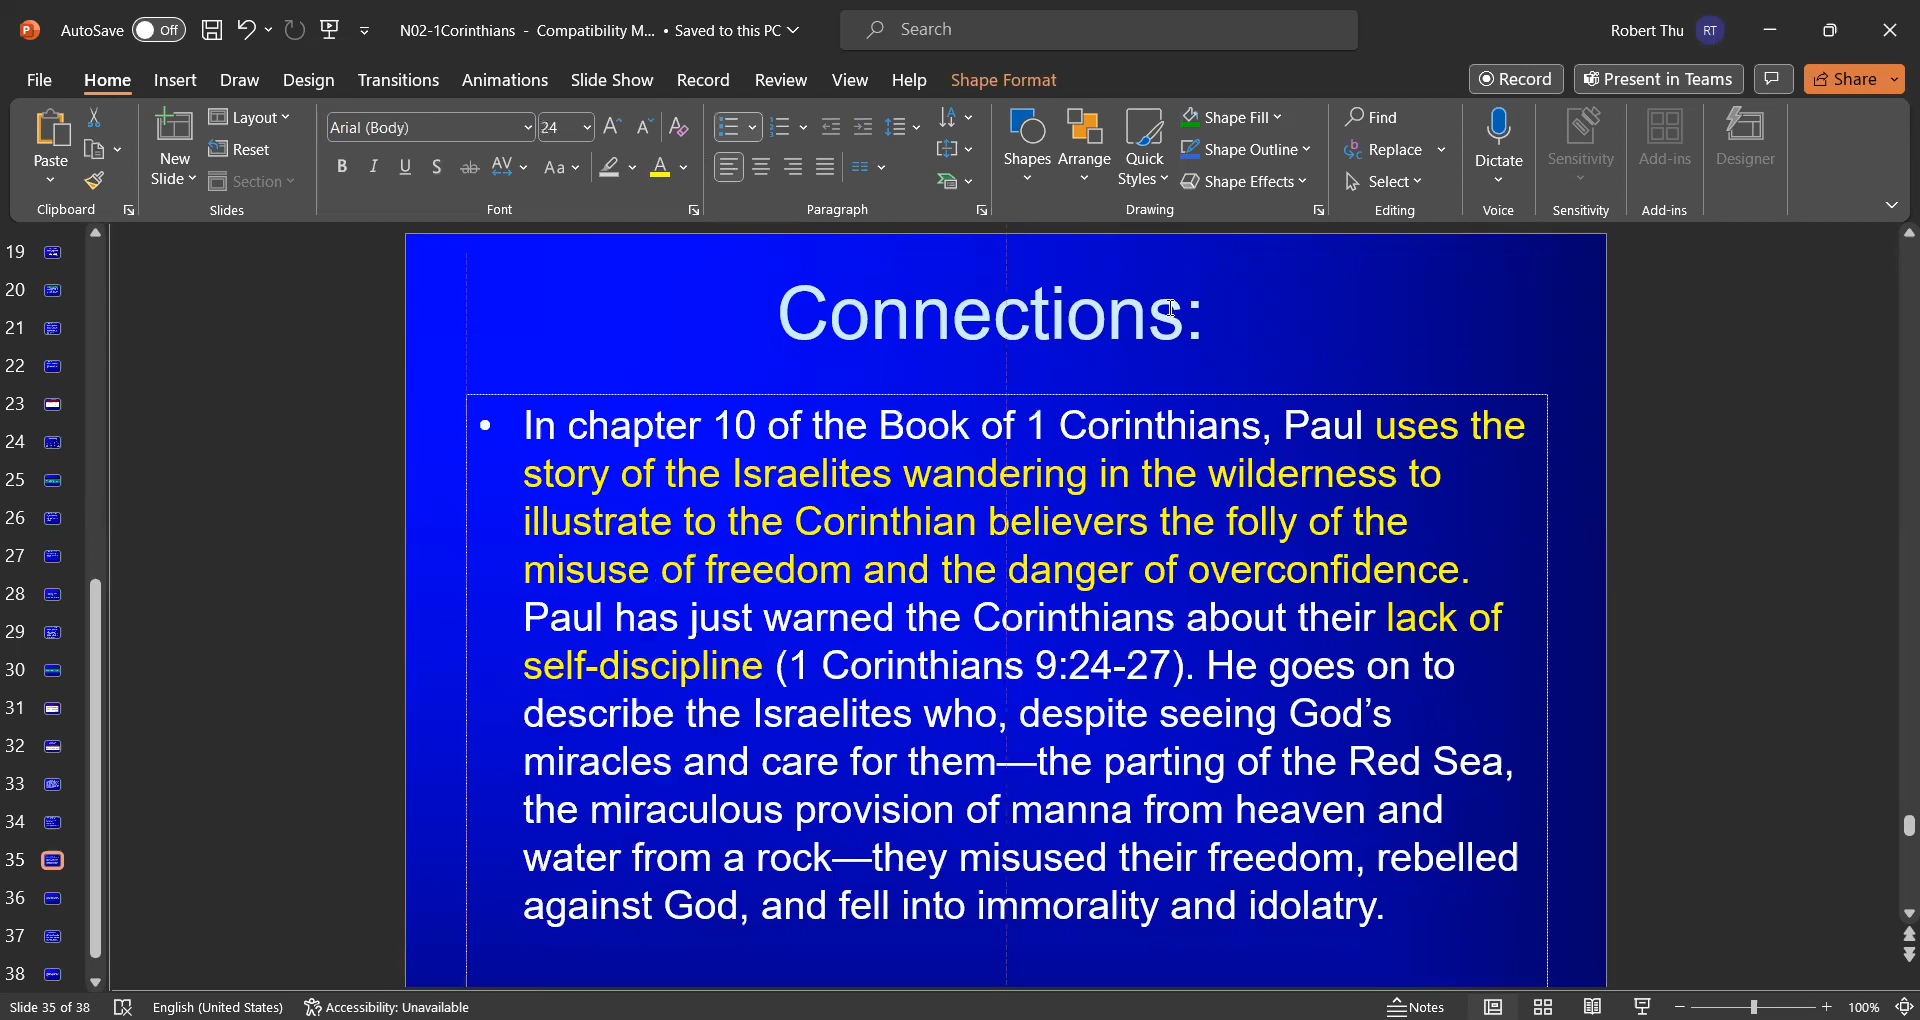 AutoSave Off N02-1Corinthians - Compatibility M... • Saved to this PC Search Robert Thu RT
File Home Insert Draw Design Transitions Animations Slide Show Record Review View Help Shape Format Record Present in Teams Share
Paste
Clipboard
New Slide
Layout
Reset
Section
Slides
Arial (Body) 24
B I U S ab AV Aa A
Font
Paragraph
Shapes Arrange Quick Styles
Shape Fill
Shape Outline
Shape Effects
Drawing
Find
Replace
Select
Editing
Dictate
Voice
Sensitivity
Sensitivity
Add-ins
Add-ins
Designer
19
20
21
22
23
24
25
26
27
28
29
30
31
32
33
34
35
36
37
38
Connections:
• In chapter 10 of the Book of 1 Corinthians, Paul uses the
story of the Israelites wandering in the wilderness to
illustrate to the Corinthian believers the folly of the
misuse of freedom and the danger of overconfidence.
Paul has just warned the Corinthians about their lack of
self-discipline (1 Corinthians 9:24-27). He goes on to
describe the Israelites who, despite seeing God’s
miracles and care for them—the parting of the Red Sea,
the miraculous provision of manna from heaven and
water from a rock—they misused their freedom, rebelled
against God, and fell into immorality and idolatry.
Slide 35 of 38 English (United States) Accessibility: Unavailable Notes 100%